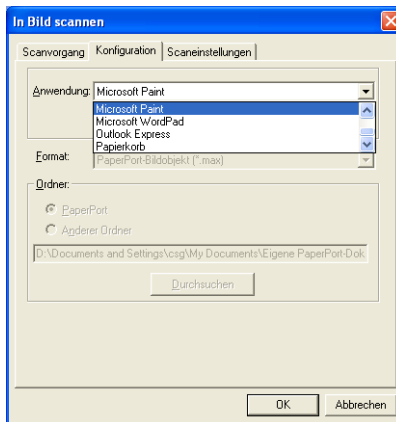 In Bild scannen
Scanvorgang Konfiguration Scaneinstellungen
Anwendung: Microsoft Paint
Microsoft Paint
Microsoft WordPad
Outlook Express
Papierkorb
Format: PaperPort-Bildobjekt (*.max)
Ordner:
PaperPort
Anderer Ordner
D:\Documents and Settings\csg\My Documents\Eigene PaperPort-Dok
Durchsuchen
OK Abbrechen